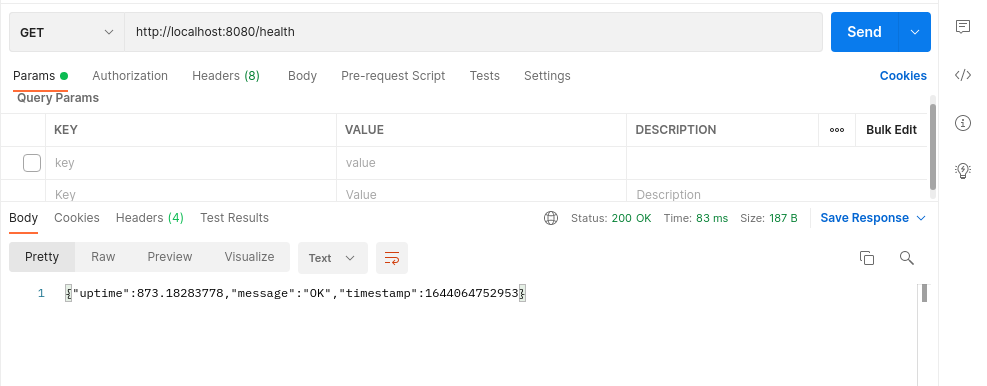 GET http://localhost:8080/health Send
Params Authorization Headers (8) Body Pre-request Script Tests Settings Cookies
Query Params
KEY VALUE DESCRIPTION Bulk Edit
key value
Key Value Description
Body Cookies Headers (4) Test Results Status: 200 OK Time: 83 ms Size: 187 B Save Response
Pretty Raw Preview Visualize Text
1 {"uptime":873.18283778,"message":"OK","timestamp":1644064752953}